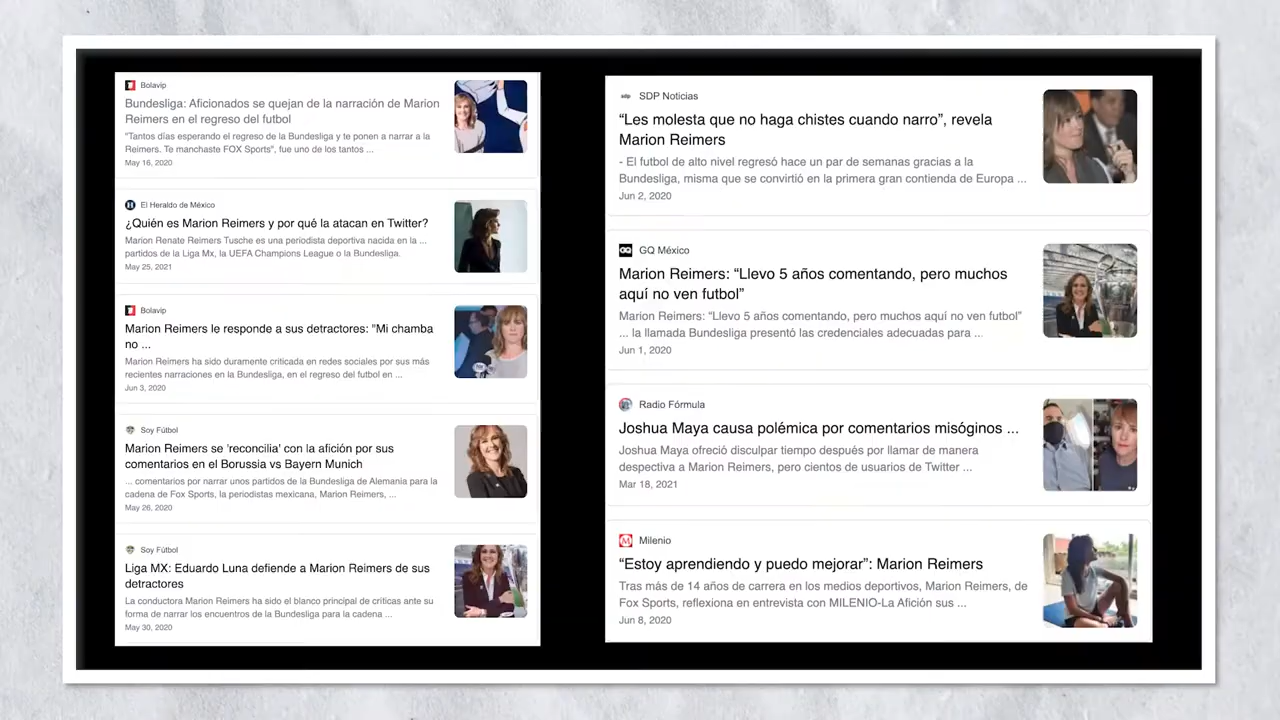 Bolavip
Bundesliga: Aficionados se quejan de la narración de Marion
Reimers en el regreso del futbol
"Tantos días esperando el regreso de la Bundesliga y te ponen a narrar a la
Reimers. Te manchaste FOX Sports", fue uno de los tantos ...
May 16, 2020
El Heraldo de México
¿Quién es Marion Reimers y por qué la atacan en Twitter?
Marion Renate Reimers Tusche es una periodista deportiva nacida en la ...
partidos de la Liga Mx, la UEFA Champions League o la Bundesliga.
May 25, 2021
Bolavip
Marion Reimers le responde a sus detractores: "Mi chamba
no ...
Marion Reimers ha sido duramente criticada en redes sociales por sus más
recientes narraciones en la Bundesliga, en el regreso del futbol en ...
Jun 3, 2020
Soy Fútbol
Marion Reimers se 'reconcilia' con la afición por sus
comentarios en el Borussia vs Bayern Munich
... comentarios por narrar unos partidos de la Bundesliga de Alemania para la
cadena de Fox Sports, la periodistas mexicana, Marion Reimers, ...
May 26, 2020
Soy Fútbol
Liga MX: Eduardo Luna defiende a Marion Reimers de sus
detractores
La conductora Marion Reimers ha sido el blanco principal de críticas ante su
forma de narrar los encuentros de la Bundesliga para la cadena ...
May 30, 2020
SDP Noticias
“Les molesta que no haga chistes cuando narro”, revela
Marion Reimers
- El futbol de alto nivel regresó hace un par de semanas gracias a la
Bundesliga, misma que se convirtió en la primera gran contienda de Europa ...
Jun 2, 2020
GQ México
Marion Reimers: “Llevo 5 años comentando, pero muchos
aquí no ven futbol”
Marion Reimers: “Llevo 5 años comentando, pero muchos aquí no ven futbol”
... la llamada Bundesliga presentó las credenciales adecuadas para ...
Jun 1, 2020
Radio Fórmula
Joshua Maya causa polémica por comentarios misóginos ...
Joshua Maya ofreció disculpar tiempo después por llamar de manera
despectiva a Marion Reimers, pero cientos de usuarios de Twitter ...
Mar 18, 2021
Milenio
“Estoy aprendiendo y puedo mejorar”: Marion Reimers
Tras más de 14 años de carrera en los medios deportivos, Marion Reimers, de
Fox Sports, reflexiona en entrevista con MILENIO-La Afición sus ...
Jun 8, 2020